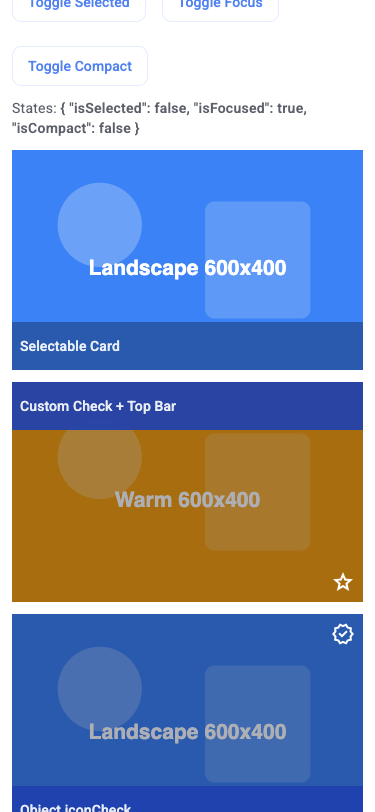 Toggle Selected Toggle Focus
Toggle Compact
States: { "isSelected": false, "isFocused": true,
"isCompact": false }
Landscape 600x400
Selectable Card
Custom Check + Top Bar
Warm 600x400
Landscape 600x400
Object iconCheck